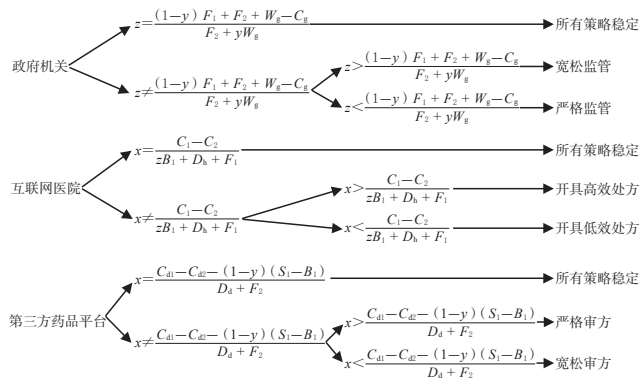 z=((1-y) F₁ + F₂ + W_g-C_g)/(F₂ + yW_g) 所有策略稳定
政府机关
z≠((1-y) F₁ + F₂ + W_g-C_g)/(F₂ + yW_g)
z>((1-y) F₁ + F₂ + W_g-C_g)/(F₂ + yW_g) 宽松监管
z<((1-y) F₁ + F₂ + W_g-C_g)/(F₂ + yW_g) 严格监管
x=(C₁-C₂)/(zB₁ + D_h + F₁) 所有策略稳定
互联网医院
x≠(C₁-C₂)/(zB₁ + D_h + F₁)
x>(C₁-C₂)/(zB₁ + D_h + F₁) 开具高效处方
x<(C₁-C₂)/(zB₁ + D_h + F₁) 开具低效处方
x=(C_d1-C_d2-(1-y)(S₁-B₁))/(D_d + F₂) 所有策略稳定
第三方药品平台
x≠(C_d1-C_d2-(1-y)(S₁-B₁))/(D_d + F₂)
x>(C_d1-C_d2-(1-y)(S₁-B₁))/(D_d + F₂) 严格审方
x<(C_d1-C_d2-(1-y)(S₁-B₁))/(D_d + F₂) 宽松审方